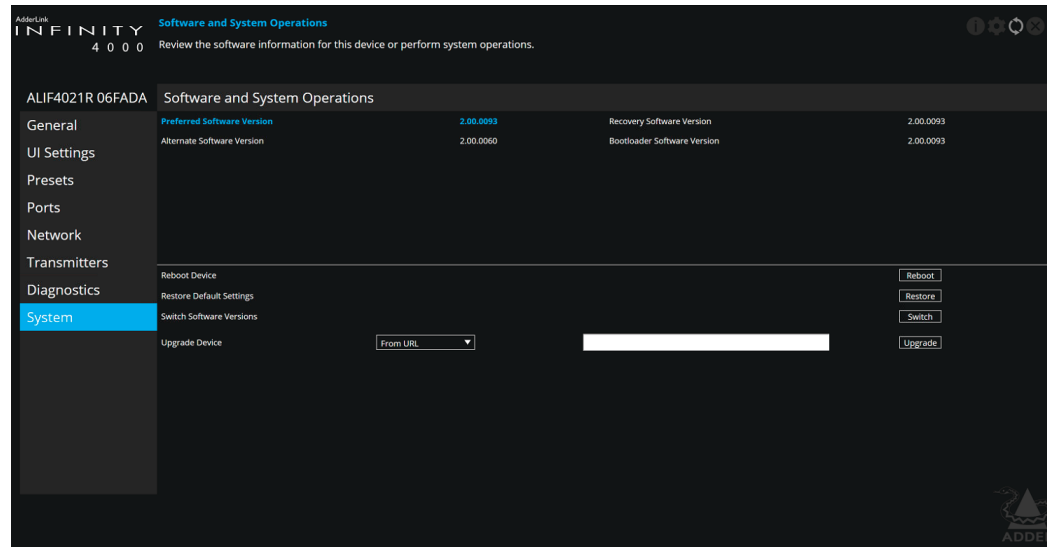 AdderLink
INFINITY
4000
Software and System Operations
Review the software information for this device or perform system operations.
ALIF4021R 06FADA
Software and System Operations
General
UI Settings
Presets
Ports
Network
Transmitters
Diagnostics
System
Preferred Software Version 2.00.0093 Recovery Software Version 2.00.0093
Alternate Software Version 2.00.0060 Bootloader Software Version 2.00.0093
Reboot Device Reboot
Restore Default Settings Restore
Switch Software Versions Switch
Upgrade Device From URL Upgrade